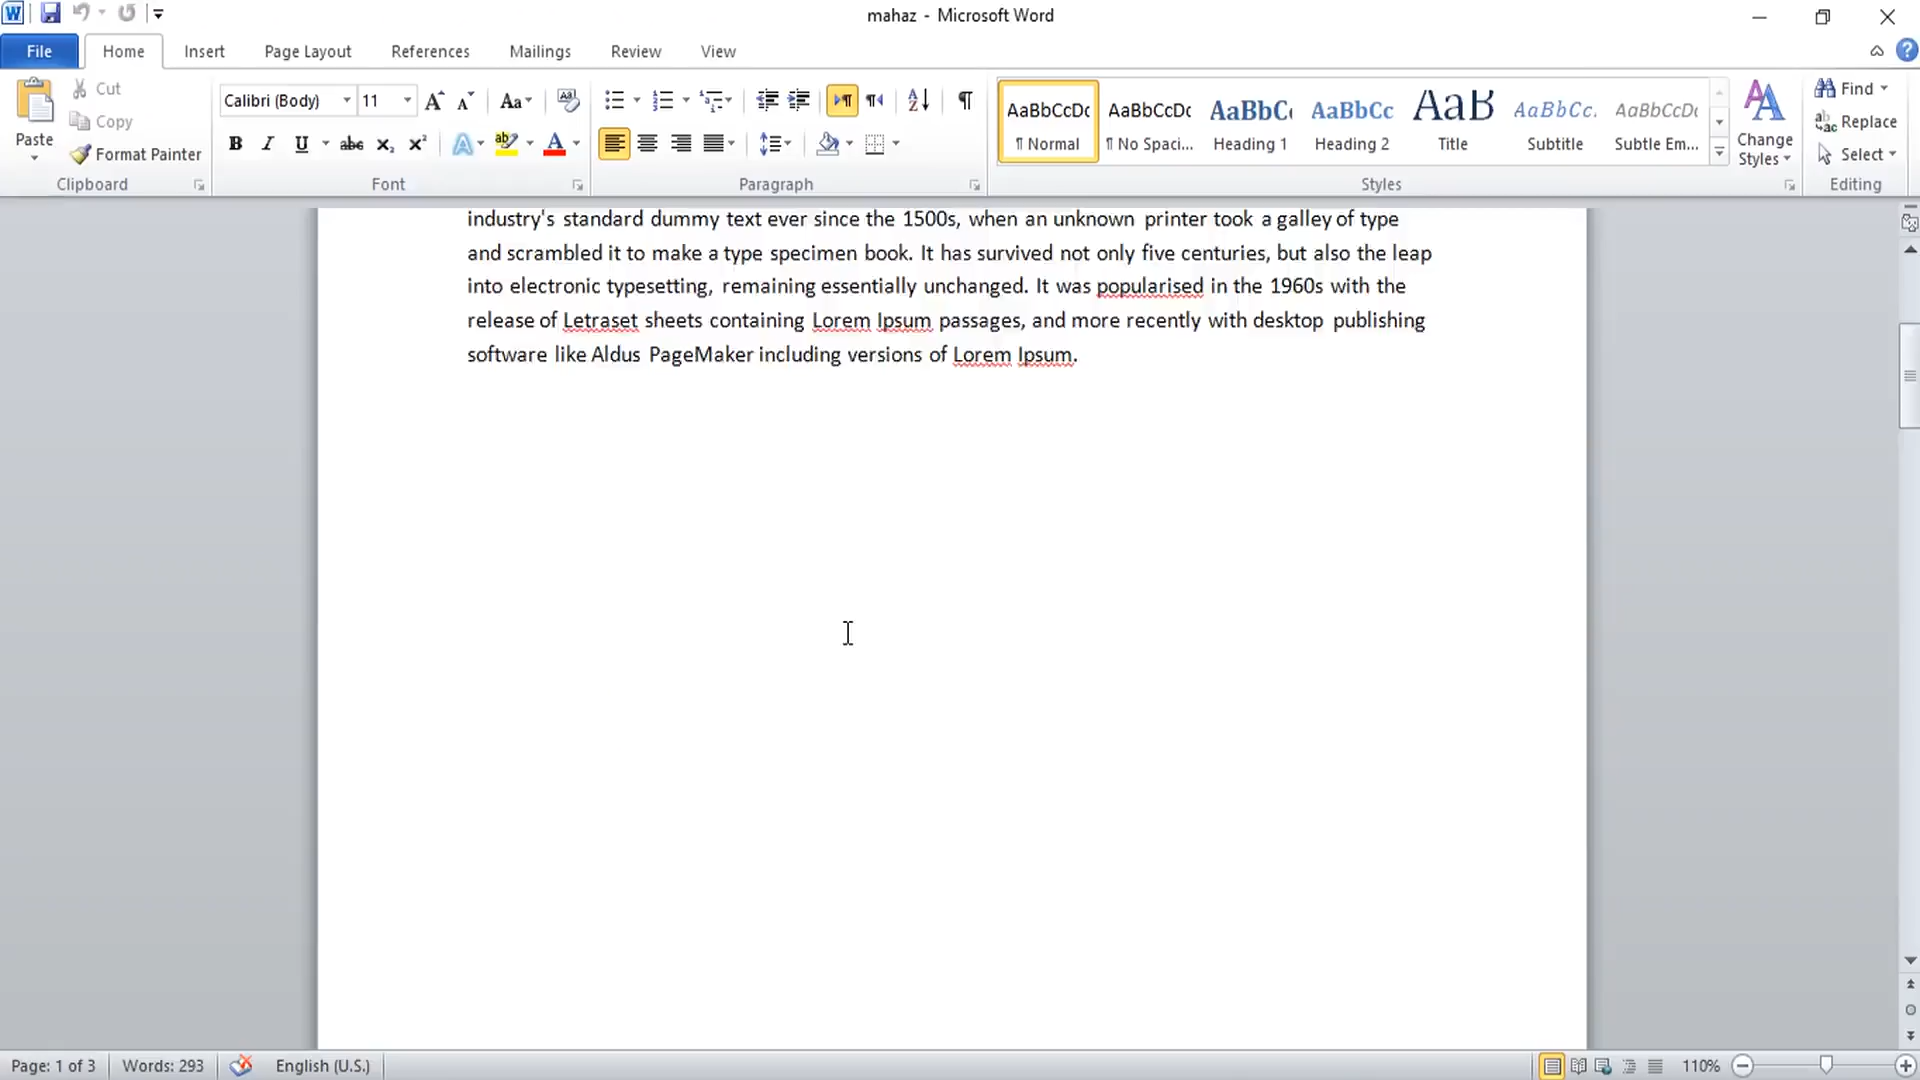 mahaz - Microsoft Word
File Home Insert Page Layout References Mailings Review View
Paste
Cut
Copy
Format Painter
Clipboard
Calibri (Body) 11
Font
Paragraph
AaBbCcDc AaBbCcDc AaBbC AaBbCc AaB AaBbCc. AaBbCcDc
¶ Normal ¶ No Spaci... Heading 1 Heading 2 Title Subtitle Subtle Em...
Change
Styles
Styles
Find
Replace
Select
Editing
industry's standard dummy text ever since the 1500s, when an unknown printer took a galley of type
and scrambled it to make a type specimen book. It has survived not only five centuries, but also the leap
into electronic typesetting, remaining essentially unchanged. It was popularised in the 1960s with the
release of Letraset sheets containing Lorem Ipsum passages, and more recently with desktop publishing
software like Aldus PageMaker including versions of Lorem Ipsum.
Page: 1 of 3 Words: 293 English (U.S.) 110%